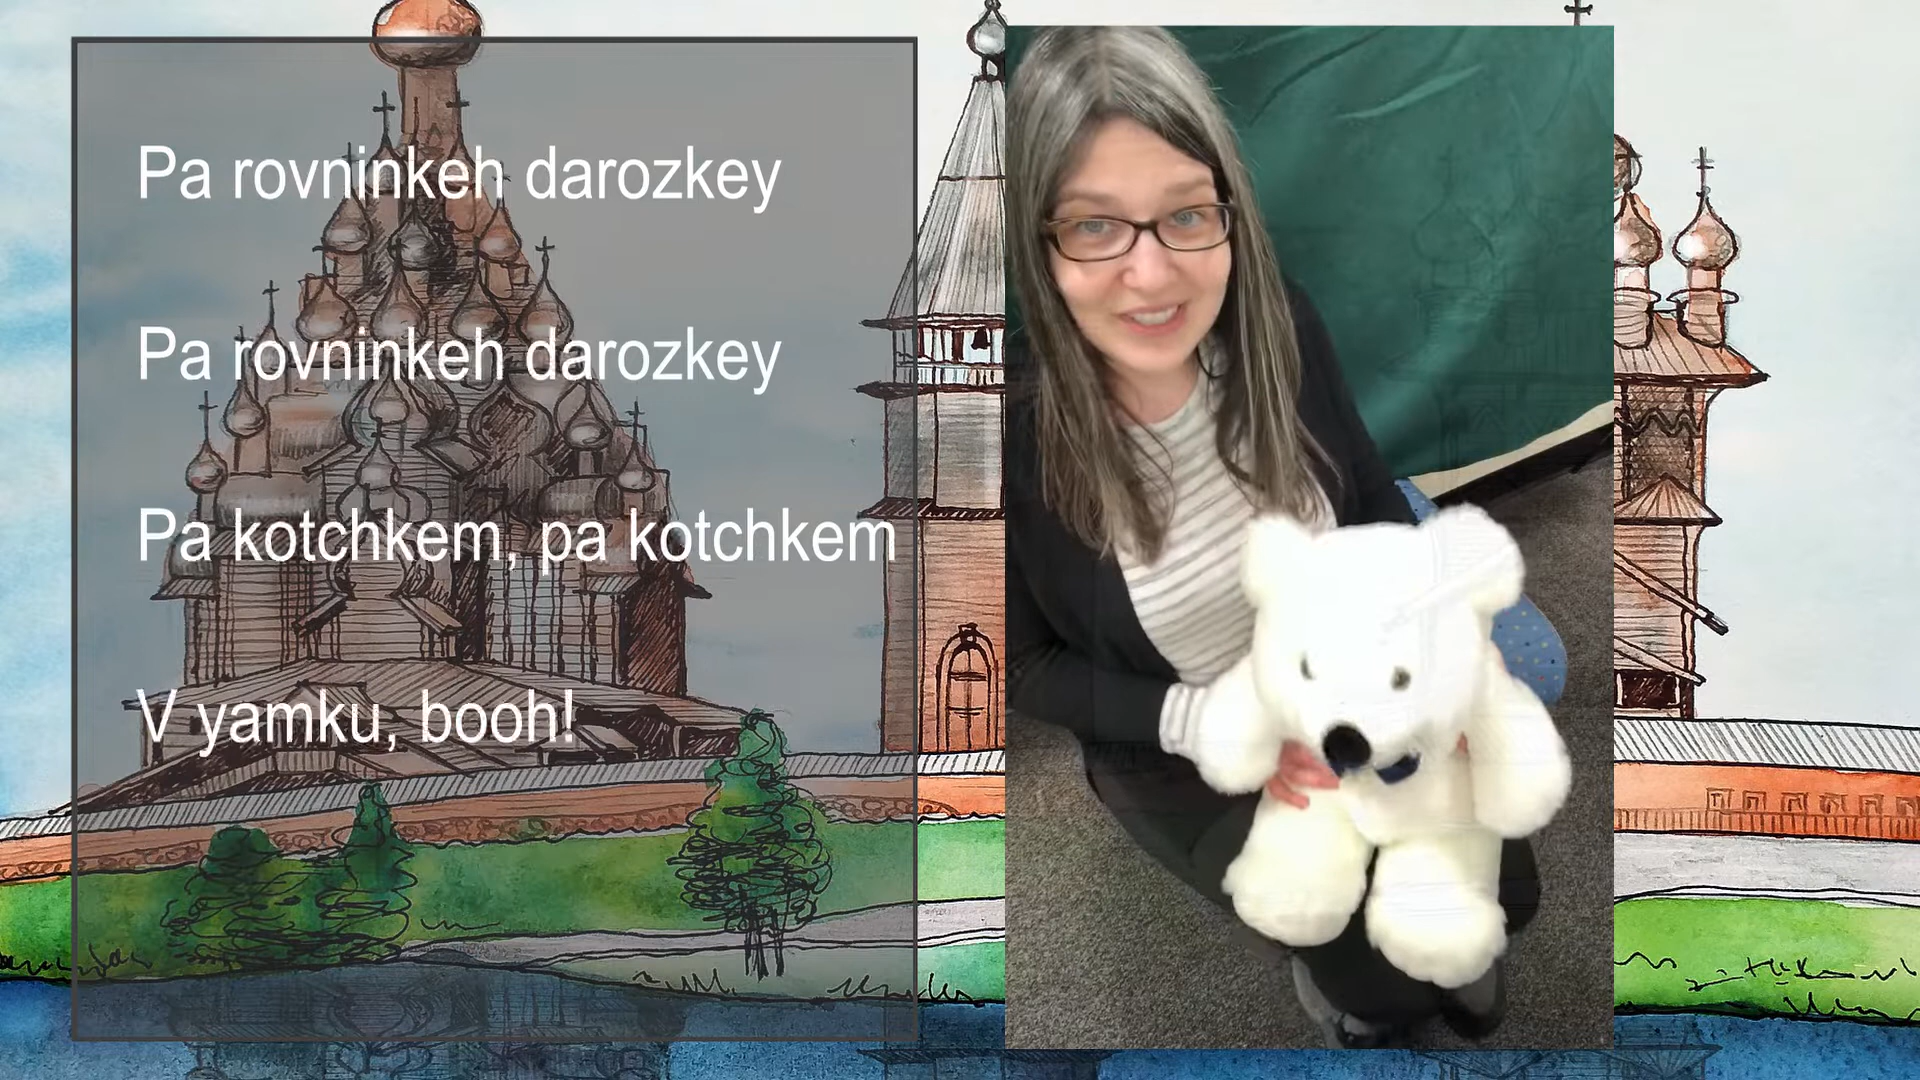 Pa rovninkeh darozkey
Pa rovninkeh darozkey
Pa kotchkem, pa kotchkem
V yamku, booh!